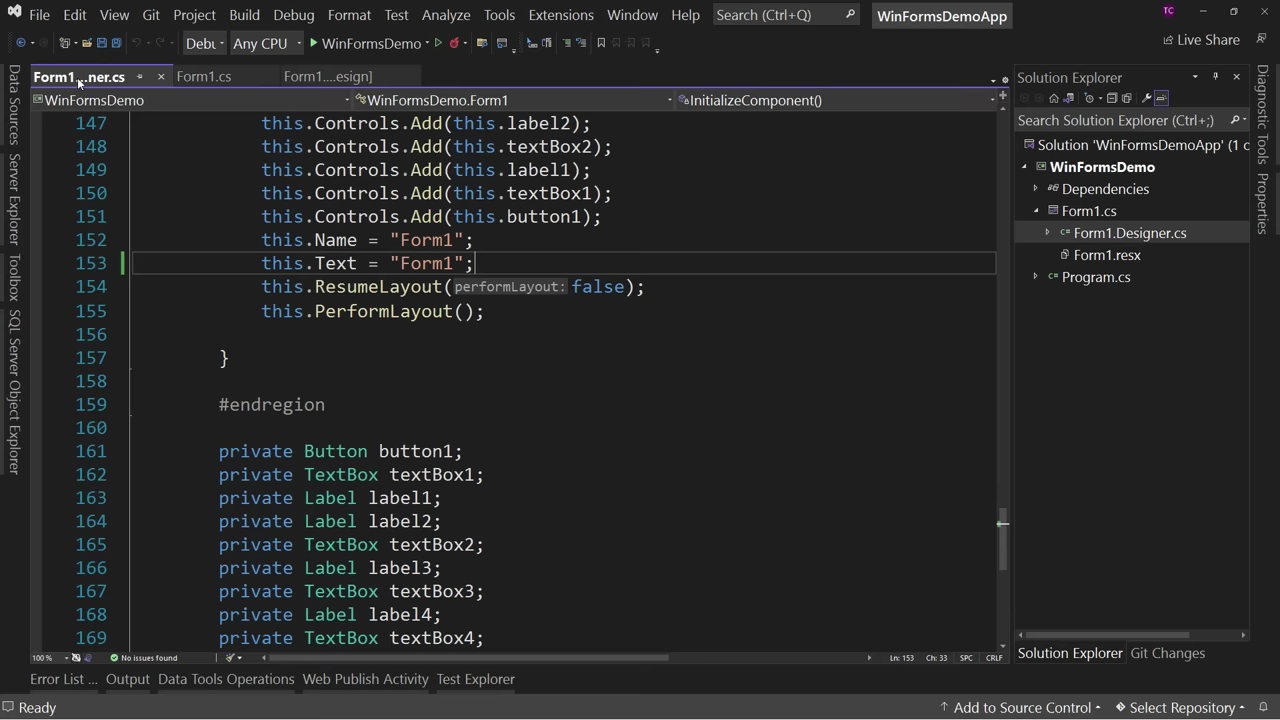 File Edit View Git Project Build Debug Format Test Analyze Tools Extensions Window Help Search (Ctrl+Q) WinFormsDemoApp TC
Debu Any CPU WinFormsDemo Live Share
Form1...ner.cs Form1.cs Form1....esign]
WinFormsDemo WinFormsDemo.Form1 InitializeComponent()
147 this.Controls.Add(this.label2);
148 this.Controls.Add(this.textBox2);
149 this.Controls.Add(this.label1);
150 this.Controls.Add(this.textBox1);
151 this.Controls.Add(this.button1);
152 this.Name = "Form1";
153 this.Text = "Form1";
154 this.ResumeLayout(performLayout: false);
155 this.PerformLayout();
156
157 }
158
159 #endregion
160
161 private Button button1;
162 private TextBox textBox1;
163 private Label label1;
164 private Label label2;
165 private TextBox textBox2;
166 private Label label3;
167 private TextBox textBox3;
168 private Label label4;
169 private TextBox textBox4;
100 % No issues found Ln: 153 Ch: 33 SPC CRLF
Data Sources
Server Explorer
Toolbox
SQL Server Object Explorer
Solution Explorer
Search Solution Explorer (Ctrl+;)
Solution 'WinFormsDemoApp' (1 o
WinFormsDemo
Dependencies
Form1.cs
C# Form1.Designer.cs
Form1.resx
C# Program.cs
Solution Explorer Git Changes
Diagnostic Tools
Properties
Error List ... Output Data Tools Operations Web Publish Activity Test Explorer
Ready Add to Source Control Select Repository